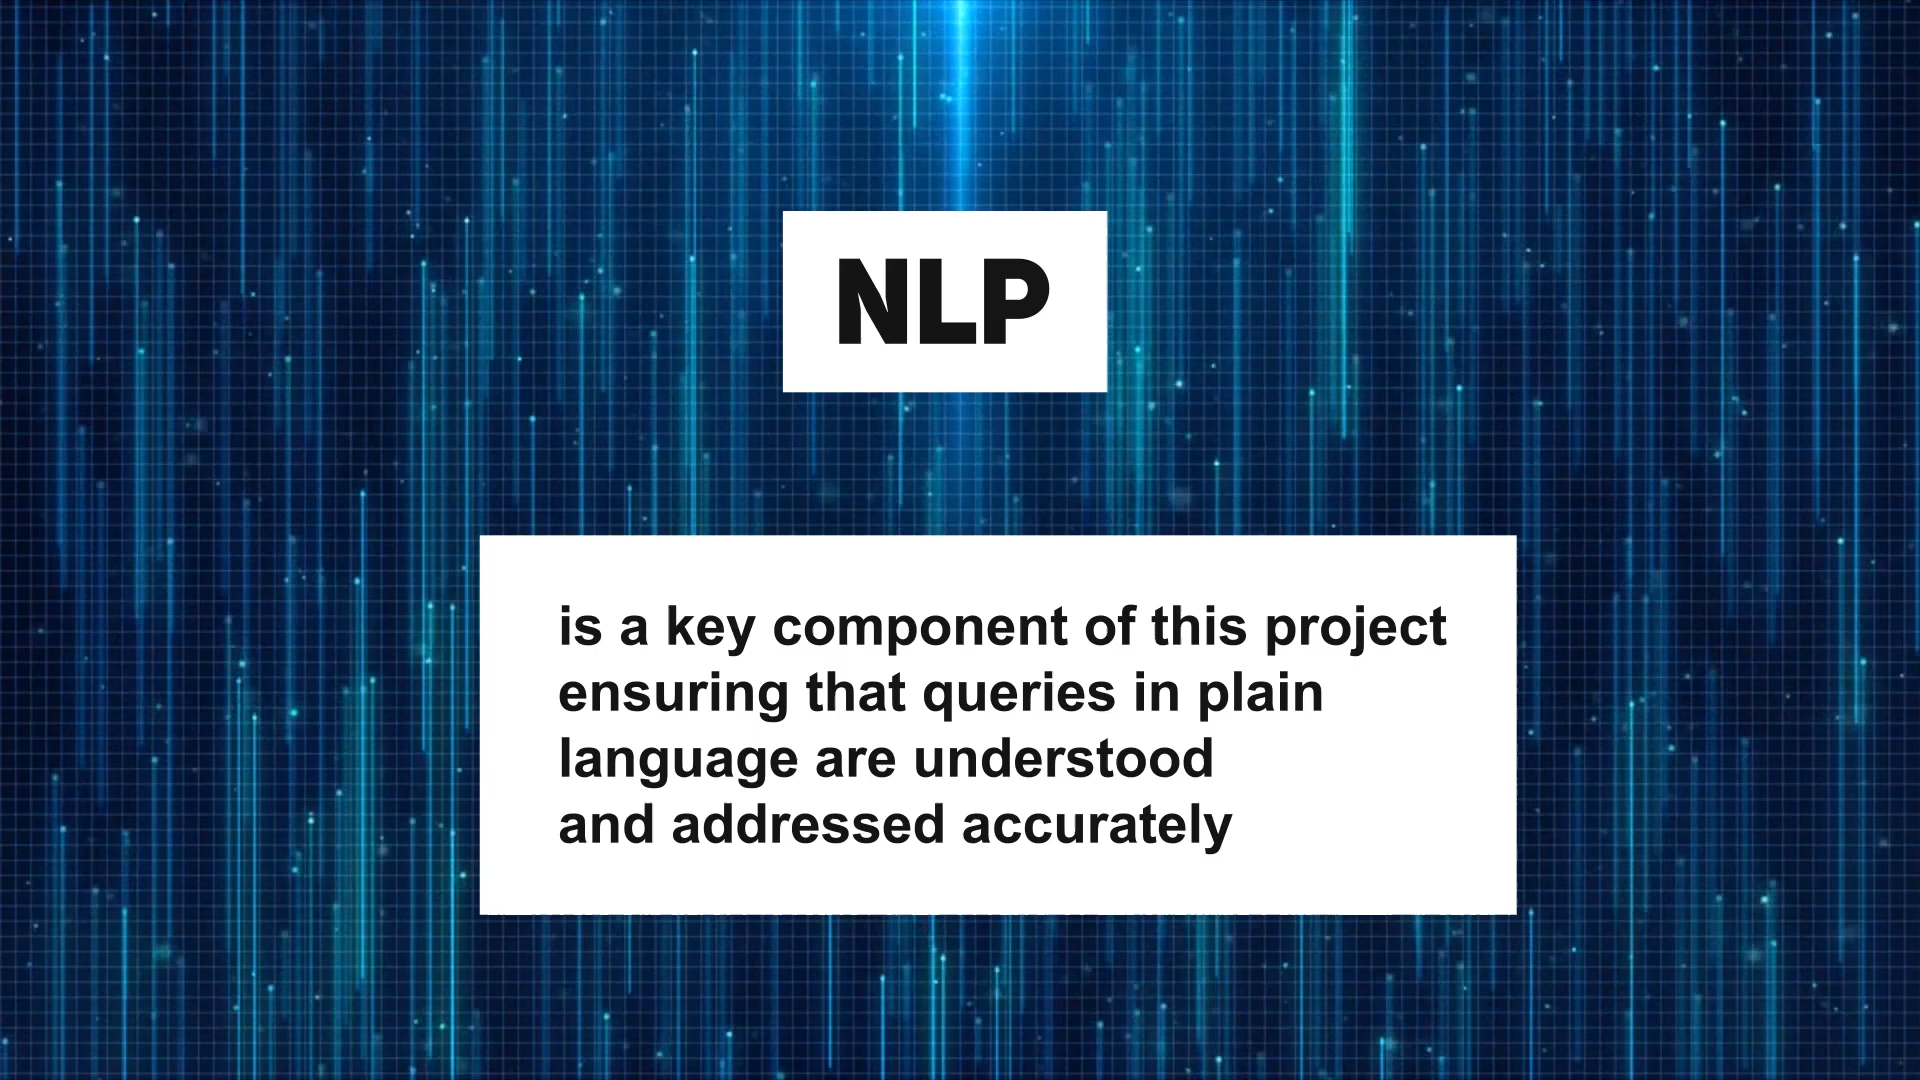 NLP
is a key component of this project
ensuring that queries in plain
language are understood
and addressed accurately